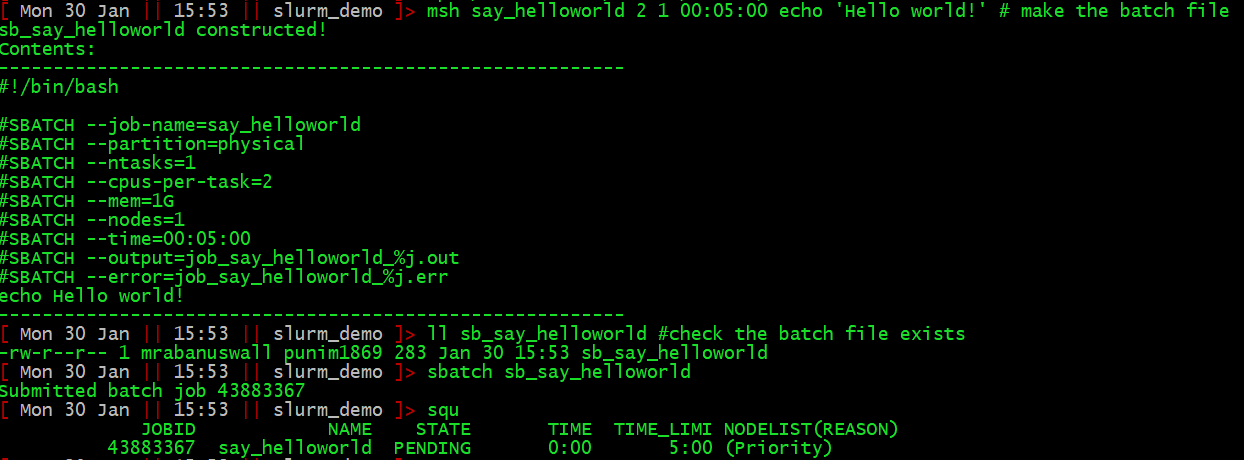 [ Mon 30 Jan || 15:53 || slurm_demo ]> msh say_helloworld 2 1 00:05:00 echo 'Hello world!' # make the batch file
sb_say_helloworld constructed!
Contents:
----------------------------------------------------------
#!/bin/bash
#SBATCH --job-name=say_helloworld
#SBATCH --partition=physical
#SBATCH --ntasks=1
#SBATCH --cpus-per-task=2
#SBATCH --mem=1G
#SBATCH --nodes=1
#SBATCH --time=00:05:00
#SBATCH --output=job_say_helloworld_%j.out
#SBATCH --error=job_say_helloworld_%j.err
echo Hello world!
----------------------------------------------------------
[ Mon 30 Jan || 15:53 || slurm_demo ]> ll sb_say_helloworld #check the batch file exists
-rw-r--r-- 1 mrabanuswall punim1869 283 Jan 30 15:53 sb_say_helloworld
[ Mon 30 Jan || 15:53 || slurm_demo ]> sbatch sb_say_helloworld
Submitted batch job 43883367
[ Mon 30 Jan || 15:53 || slurm_demo ]> squ
JOBID NAME STATE TIME TIME_LIMI NODELIST(REASON)
43883367 say_helloworld PENDING 0:00 5:00 (Priority)